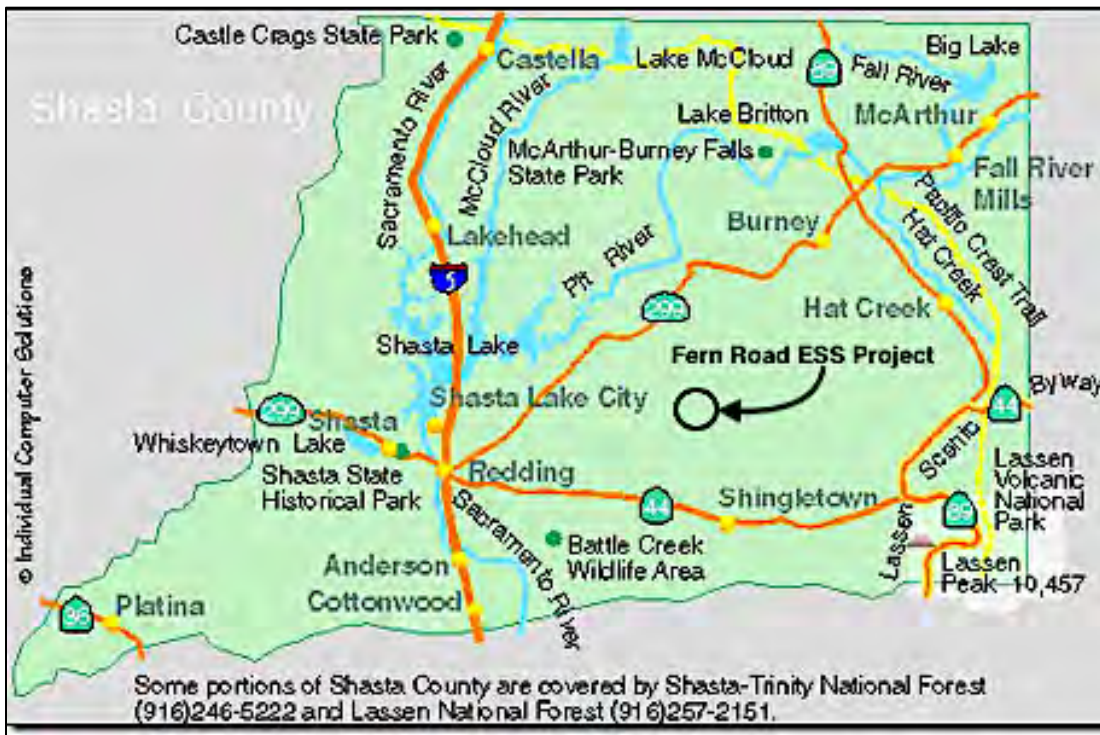 Castle Crags State Park
Castella
Lake McCloud
89
Fall River
Big Lake
Shasta County
Sacramento River
McCloud River
Lake Britton
McArthur
McArthur-Burney Falls
State Park
Fall River
Mills
Pacific Crest Trail
Lakehead
Burney
Hat Creek
5
Pit River
299
Hat Creek
Shasta Lake
Fern Road ESS Project
© Individual Computer Solutions
299
Shasta
Shasta Lake City
44
ByWay
Whiskeytown Lake
Scenic
Shasta State
Historical Park
Redding
44
Shingletown
Lassen
Volcanic
National
Park
89
Lassen
Sacramento River
Battle Creek
Wildlife Area
Anderson
Lassen
Peak 10,457
Cottonwood
36
Platina
Some portions of Shasta County are covered by Shasta-Trinity National Forest
(916)246-5222 and Lassen National Forest (916)257-2151.